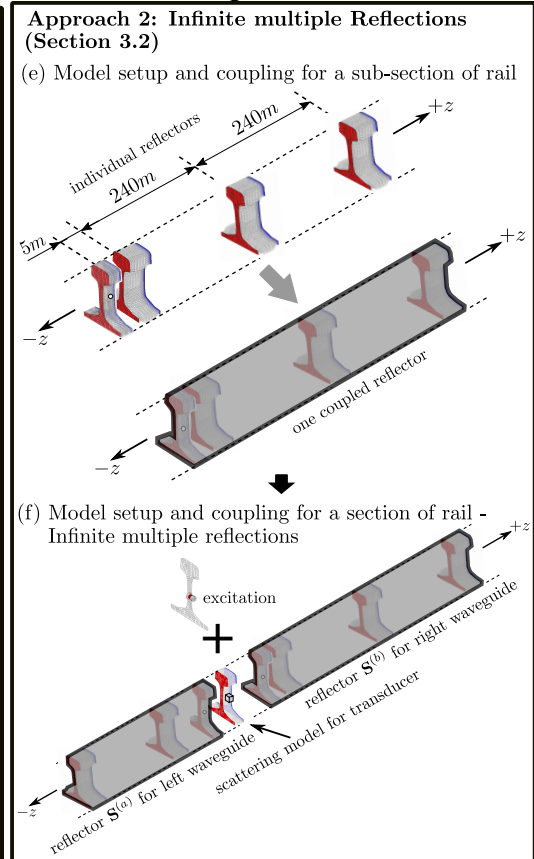 Approach 2: Infinite multiple Reflections
(Section 3.2)
(e) Model setup and coupling for a sub-section of rail
+z
240m
individual reflectors
240m
5m
+z
−z
one coupled reflector
−z
(f) Model setup and coupling for a section of rail -
Infinite multiple reflections
+z
excitation
+
reflector S(b) for right waveguide
scattering model for transducer
−z
reflector S(a) for left waveguide